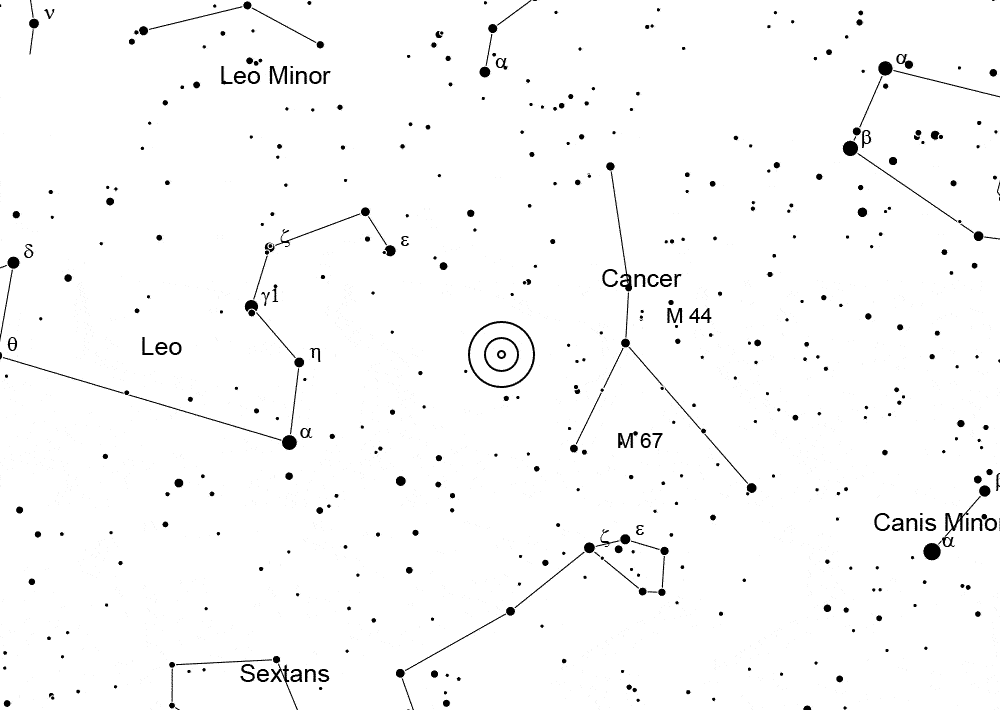 ν
Leo Minor
α
α
β
δ
ζ
ε
Cancer
γ1
M 44
θ
Leo
η
α
M 67
β
Canis Minor
ζ
ε
α
Sextans